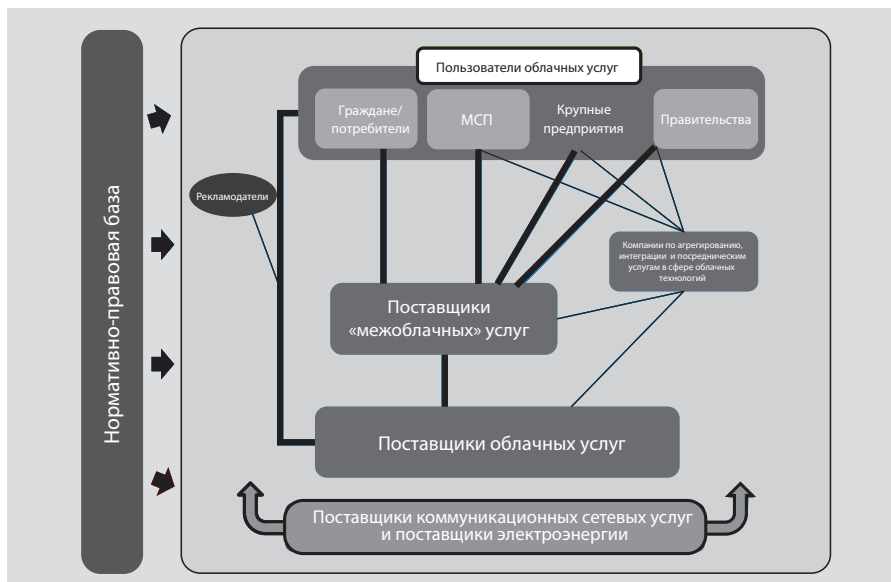 Нормативно-правовая база
Пользователи облачных услуг
Граждане/
потребители
МСП
Крупные
предприятия
Правительства
Рекламодатели
Компании по агрегированию,
интеграции и посредническим
услугам в сфере облачных
технологий
Поставщики
«межоблачных» услуг
Поставщики облачных услуг
Поставщики коммуникационных сетевых услуг
и поставщики электроэнергии